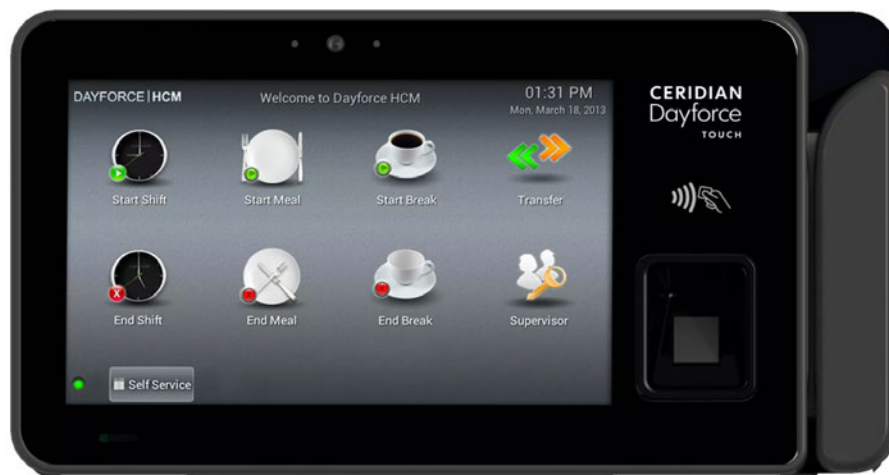 DAYFORCE | HCM
Welcome to Dayforce HCM
01:31 PM
Mon, March 18, 2013
Start Shift
Start Meal
Start Break
Transfer
End Shift
End Meal
End Break
Supervisor
Self Service
CERIDIAN
Dayforce
TOUCH